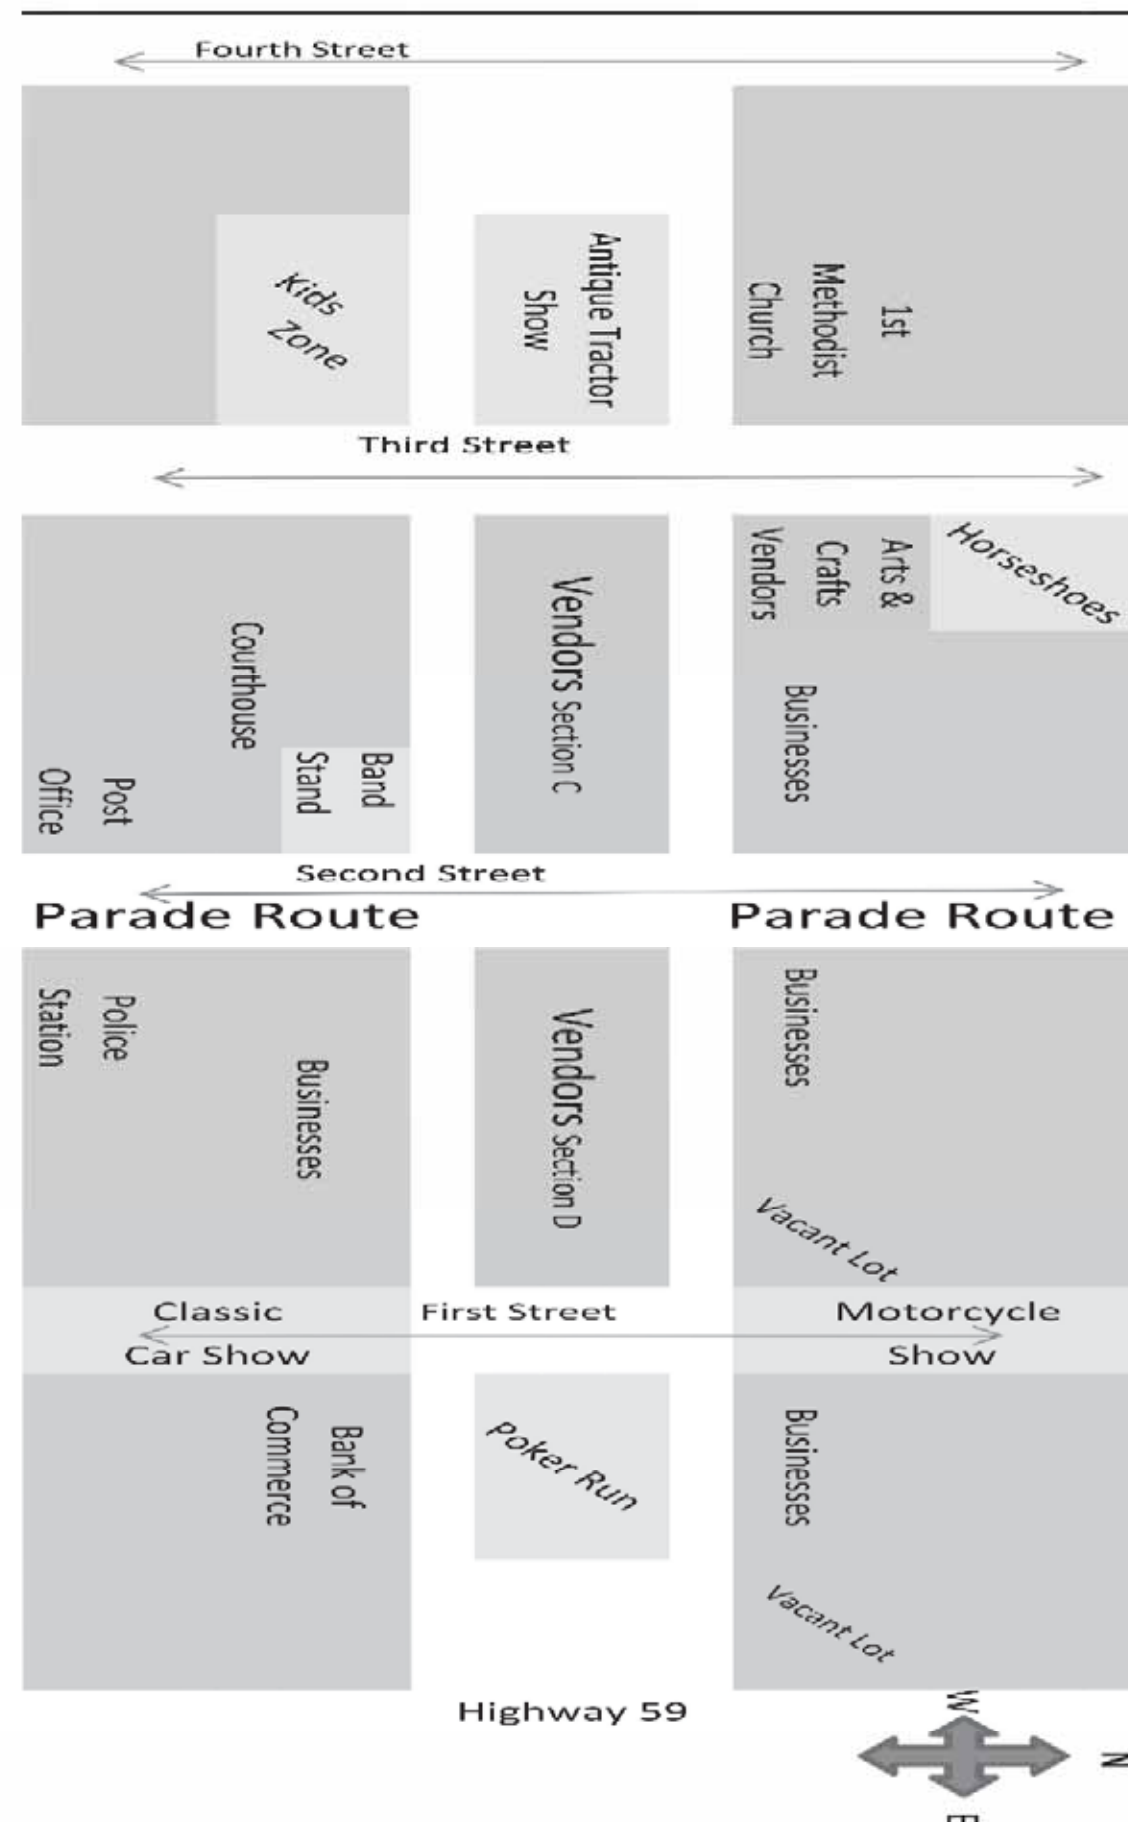 Fourth Street
Kids
Zone
Antique Tractor
Show
1st
Methodist
Church
Third Street
Courthouse
Post
Office
Band
Stand
Vendors Section C
Arts &
Crafts
Vendors
Horseshoes
Businesses
Second Street
Parade Route
Parade Route
Police
Station
Businesses
Vendors Section D
Businesses
Vacant Lot
Classic
Car Show
First Street
Motorcycle
Show
Bank of
Commerce
Poker Run
Businesses
Vacant Lot
Highway 59
W
N
E